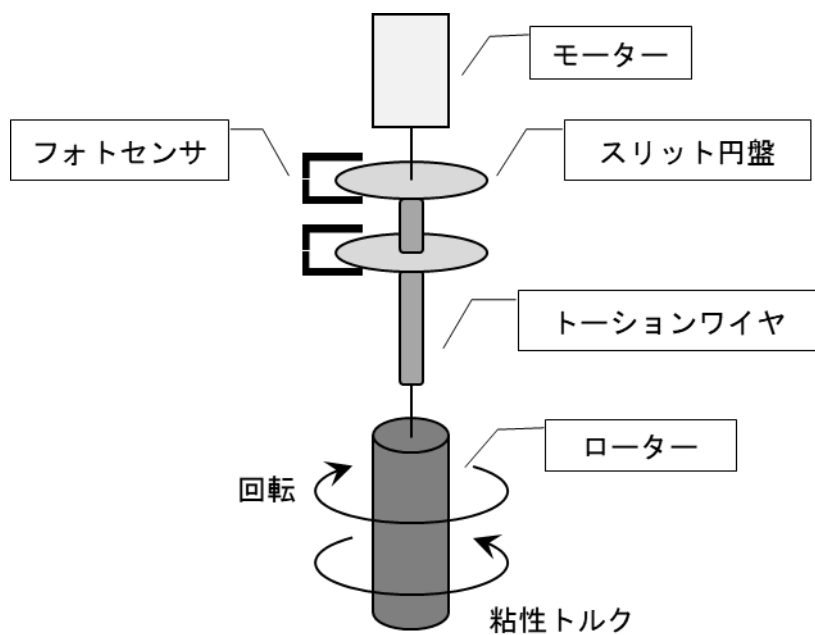 モーター
フォトセンサ
スリット円盤
トーションワイヤ
ローター
回転
粘性トルク